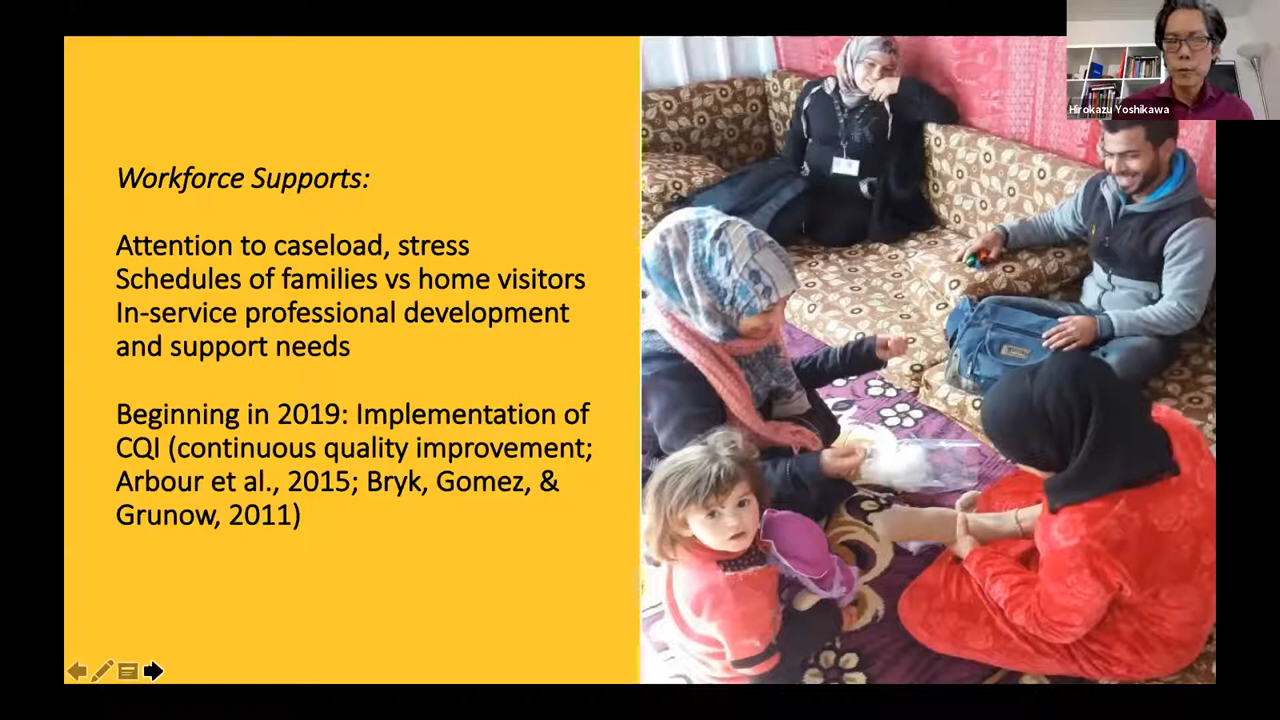 Hirokazu Yoshikawa
Workforce Supports:
Attention to caseload, stress
Schedules of families vs home visitors
In-service professional development
and support needs
Beginning in 2019: Implementation of
CQI (continuous quality improvement;
Arbour et al., 2015; Bryk, Gomez, &
Grunow, 2011)